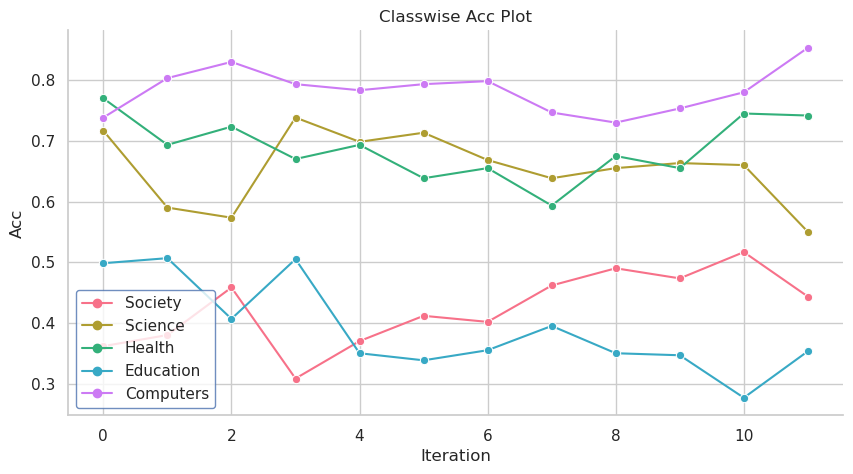 Classwise Acc Plot
Acc
0.8
0.7
0.6
0.5
0.4
0.3
Society
Science
Health
Education
Computers
0 2 4 6 8 10
Iteration